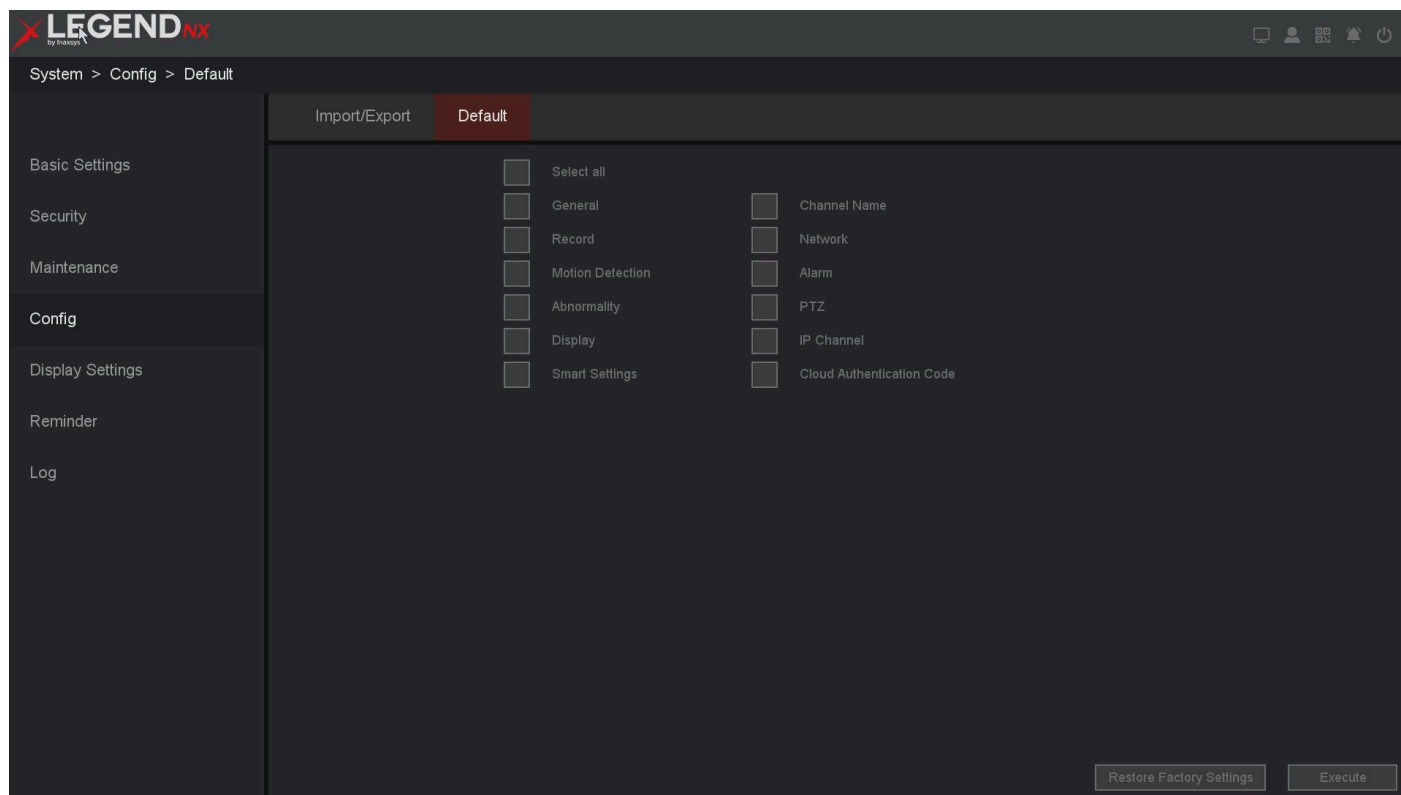 XLEGENDNX
by Inaxsys
System > Config > Default
Import/Export Default
Basic Settings
Security
Maintenance
Config
Display Settings
Reminder
Log
Select all
General Channel Name
Record Network
Motion Detection Alarm
Abnormality PTZ
Display IP Channel
Smart Settings Cloud Authentication Code
Restore Factory Settings Execute